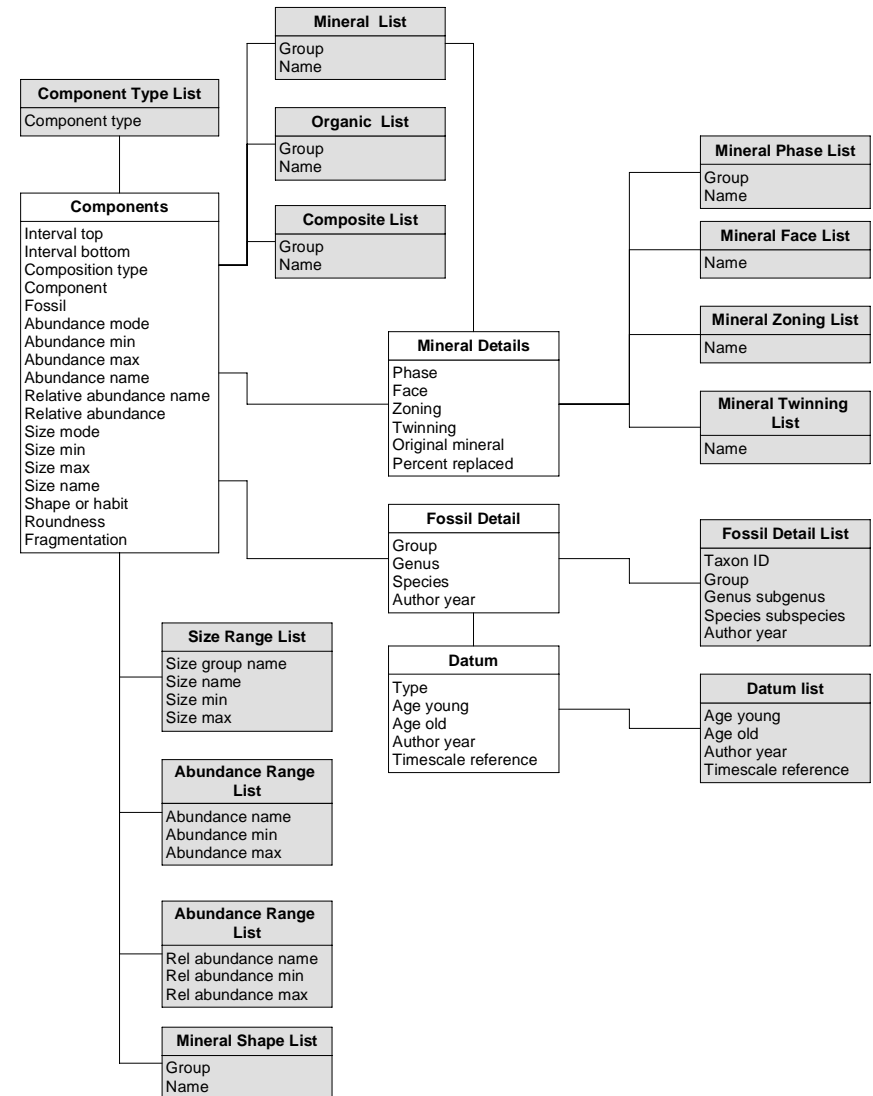 Mineral List
Group
Name
Component Type List
Component type
Organic List
Group
Name
Composite List
Group
Name
Components
Interval top
Interval bottom
Composition type
Component
Fossil
Abundance mode
Abundance min
Abundance max
Abundance name
Relative abundance name
Relative abundance
Size mode
Size min
Size max
Size name
Shape or habit
Roundness
Fragmentation
Mineral Phase List
Group
Name
Mineral Face List
Name
Mineral Zoning List
Name
Mineral Twinning
List
Name
Mineral Details
Phase
Face
Zoning
Twinning
Original mineral
Percent replaced
Fossil Detail
Group
Genus
Species
Author year
Fossil Detail List
Taxon ID
Group
Genus subgenus
Species subspecies
Author year
Datum
Type
Age young
Age old
Author year
Timescale reference
Datum list
Age young
Age old
Author year
Timescale reference
Size Range List
Size group name
Size name
Size min
Size max
Abundance Range
List
Abundance name
Abundance min
Abundance max
Abundance Range
List
Rel abundance name
Rel abundance min
Rel abundance max
Mineral Shape List
Group
Name